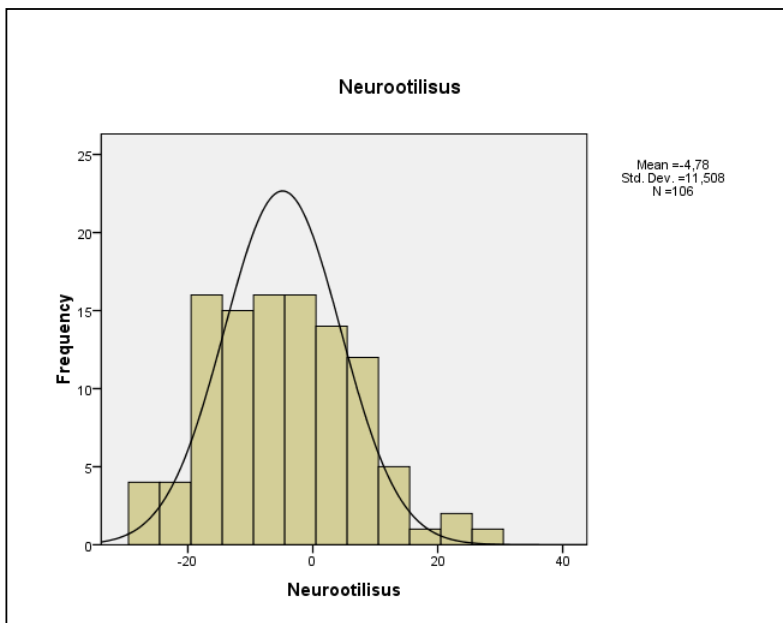 Neurootilisus
Mean =-4,78
Std. Dev. =11,508
N =106
Frequency
25
20
15
10
5
0
-20 0 20 40
Neurootilisus